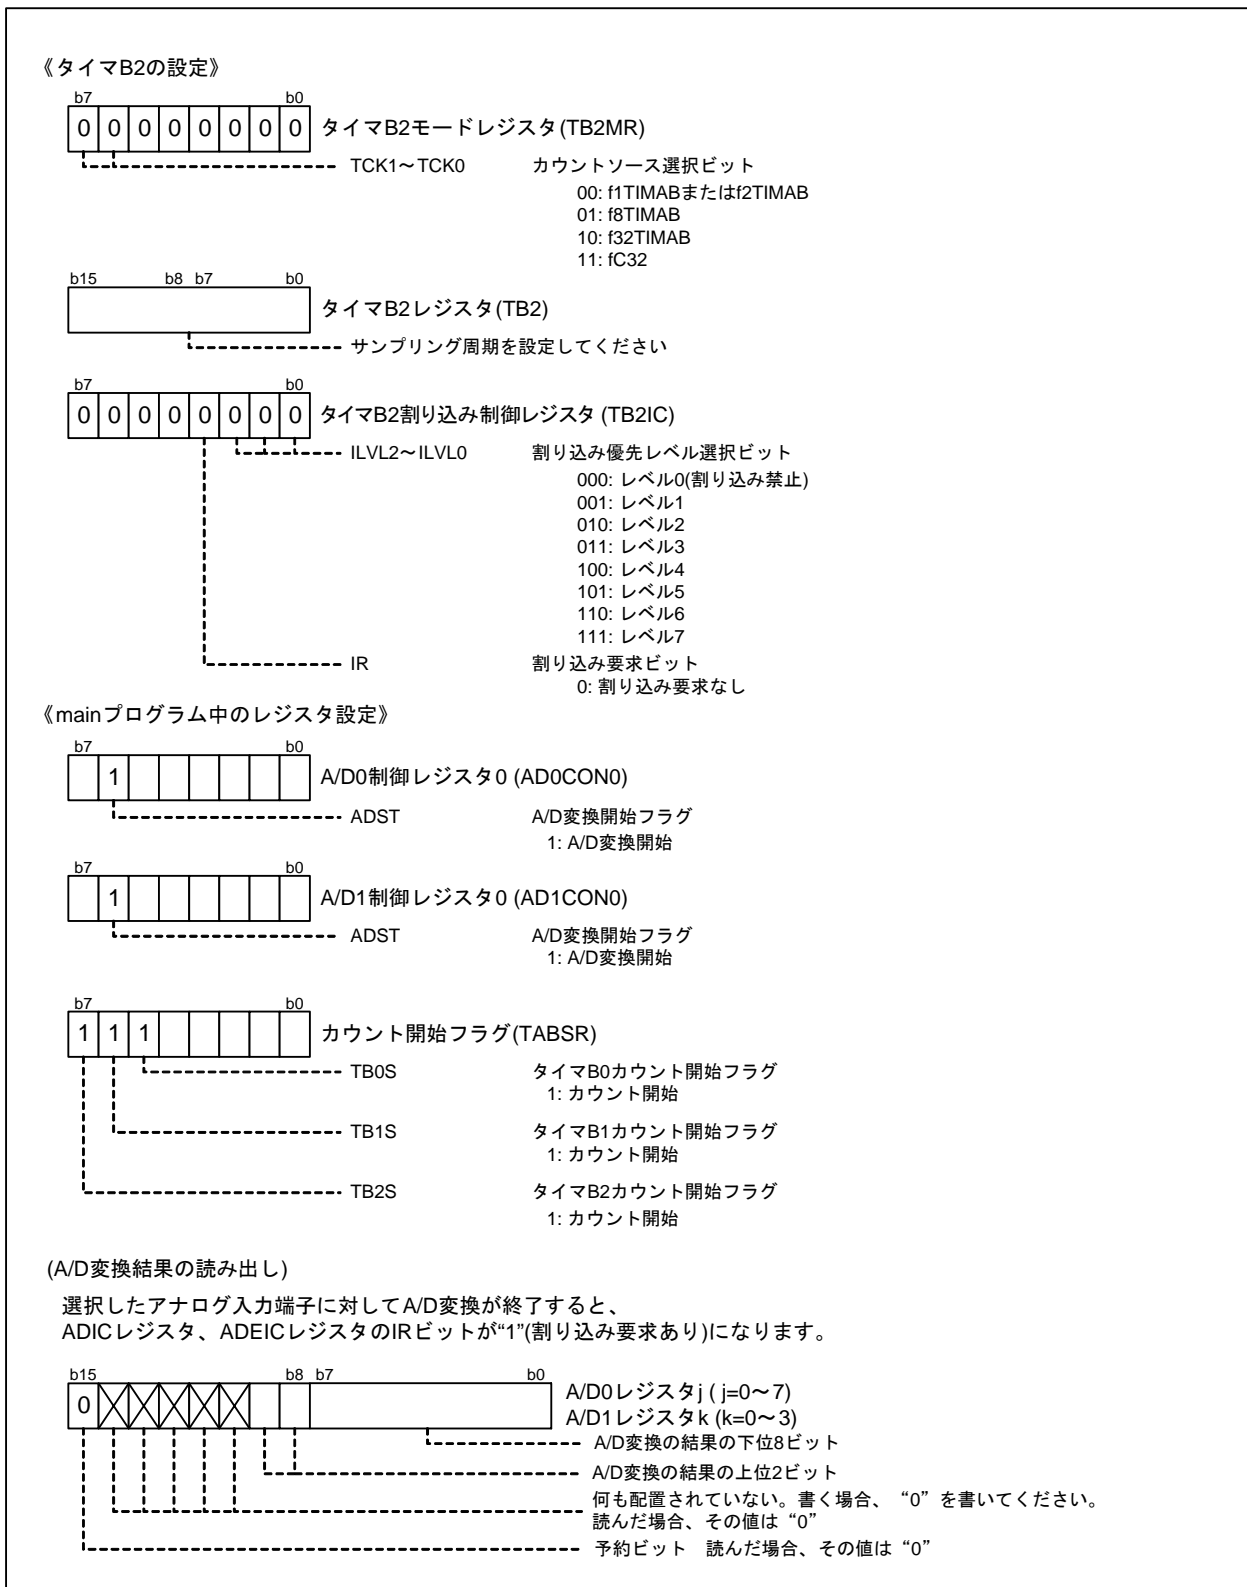 《タイマB2の設定》
b7 b0
0 0 0 0 0 0 0 0 タイマB2モードレジスタ(TB2MR)
TCK1～TCK0 カウントソース選択ビット
00: f1TIMABまたはf2TIMAB
01: f8TIMAB
10: f32TIMAB
11: fC32
b15 b8 b7 b0
タイマB2レジスタ(TB2)
サンプリング周期を設定してください
b7 b0
0 0 0 0 0 0 0 0 タイマB2割り込み制御レジスタ (TB2IC)
ILVL2～ILVL0 割り込み優先レベル選択ビット
000: レベル0(割り込み禁止)
001: レベル1
010: レベル2
011: レベル3
100: レベル4
101: レベル5
110: レベル6
111: レベル7
IR 割り込み要求ビット
0: 割り込み要求なし
《mainプログラム中のレジスタ設定》
b7 b0
1 A/D0制御レジスタ0 (AD0CON0)
ADST A/D変換開始フラグ
1: A/D変換開始
b7 b0
1 A/D1制御レジスタ0 (AD1CON0)
ADST A/D変換開始フラグ
1: A/D変換開始
b7 b0
1 1 1 カウント開始フラグ(TABSR)
TB0S タイマB0カウント開始フラグ
1: カウント開始
TB1S タイマB1カウント開始フラグ
1: カウント開始
TB2S タイマB2カウント開始フラグ
1: カウント開始
(A/D変換結果の読み出し)
選択したアナログ入力端子に対してA/D変換が終了すると、
ADICレジスタ、ADEICレジスタのIRビットが“1”(割り込み要求あり)になります。
b15 b8 b7 b0
0 A/D0レジスタj ( j=0～7)
A/D1レジスタk (k=0～3)
A/D変換の結果の下位8ビット
A/D変換の結果の上位2ビット
何も配置されていない。書く場合、“0”を書いてください。
読んだ場合、その値は“0”
予約ビット 読んだ場合、その値は“0”